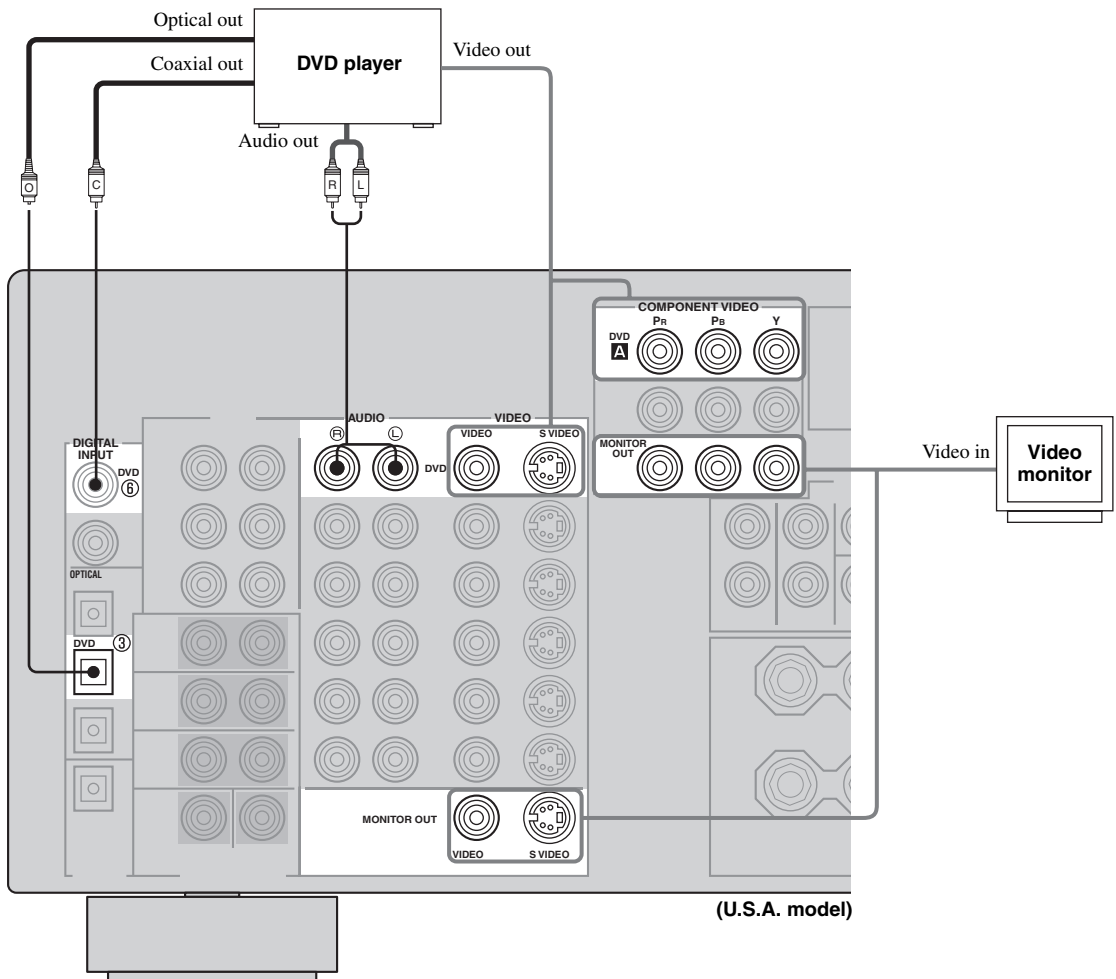 Optical out
Coaxial out
DVD player
Video out
Audio out
O
C
R
L
COMPONENT VIDEO
PR
PB
Y
DVD
A
AUDIO
VIDEO
R
L
VIDEO
S VIDEO
DVD
MONITOR
OUT
Video in
Video
monitor
DIGITAL
INPUT
DVD
⑥
OPTICAL
DVD
③
MONITOR OUT
VIDEO
S VIDEO
(U.S.A. model)